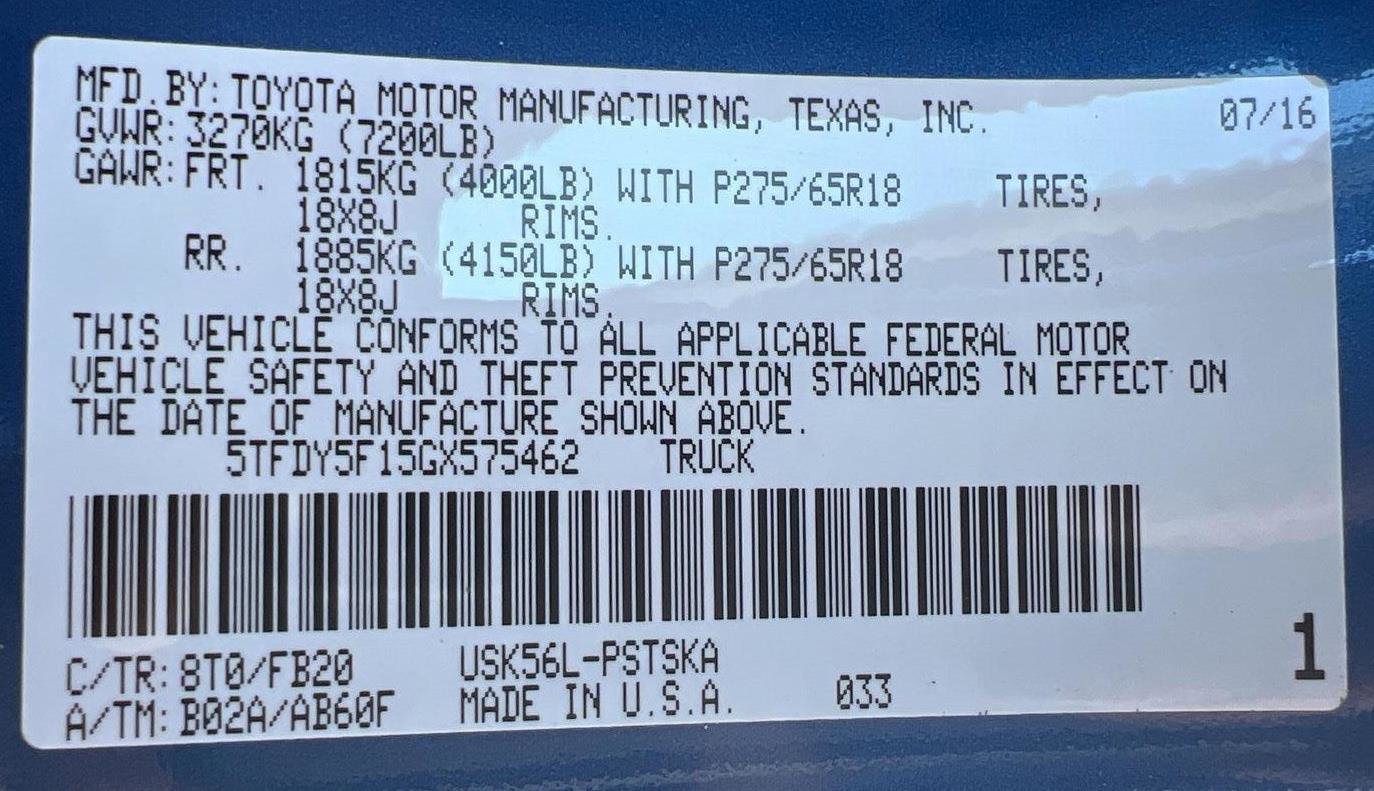 MFD.BY:TOYOTA MOTOR MANUFACTURING, TEXAS, INC. 07/16
GVWR:3270KG (7200LB)
GAWR:FRT. 1815KG (4000LB) WITH P275/65R18 TIRES,
18X8J RIMS.
RR. 1885KG (4150LB) WITH P275/65R18 TIRES,
18X8J RIMS.
THIS VEHICLE CONFORMS TO ALL APPLICABLE FEDERAL MOTOR
VEHICLE SAFETY AND THEFT PREVENTION STANDARDS IN EFFECT ON
THE DATE OF MANUFACTURE SHOWN ABOVE.
5TFDY5F15GX575462 TRUCK
C/TR:8T0/FB20 USK56L-PSTSKA
A/TM:B02A/AB60F MADE IN U.S.A. 033
1